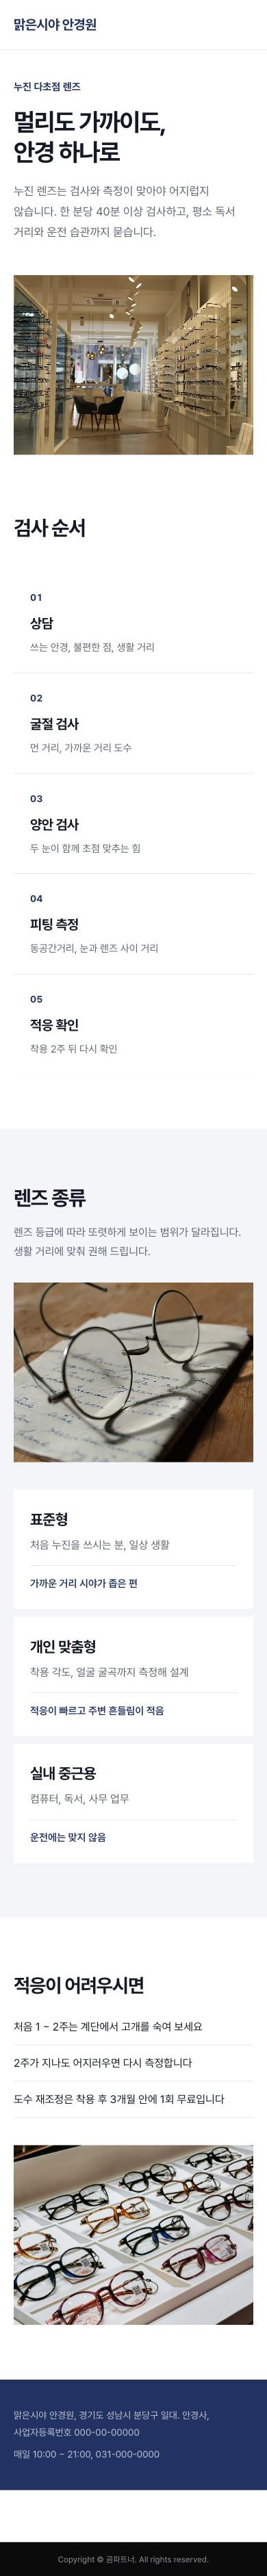 맑은시야 안경원
누진 다초점 렌즈
멀리도 가까이도,
안경 하나로
누진 렌즈는 검사와 측정이 맞아야 어지럽지
않습니다. 한 분당 40분 이상 검사하고, 평소 독서
거리와 운전 습관까지 묻습니다.
검사 순서
01
상담
쓰는 안경, 불편한 점, 생활 거리
02
굴절 검사
먼 거리, 가까운 거리 도수
03
양안 검사
두 눈이 함께 초점 맞추는 힘
04
피팅 측정
동공간거리, 눈과 렌즈 사이 거리
05
적응 확인
착용 2주 뒤 다시 확인
렌즈 종류
렌즈 등급에 따라 또렷하게 보이는 범위가 달라집니다.
생활 거리에 맞춰 권해 드립니다.
표준형
처음 누진을 쓰시는 분, 일상 생활
가까운 거리 시야가 좁은 편
개인 맞춤형
착용 각도, 얼굴 굴곡까지 측정해 설계
적응이 빠르고 주변 흔들림이 적음
실내 중근용
컴퓨터, 독서, 사무 업무
운전에는 맞지 않음
적응이 어려우시면
처음 1 ~ 2주는 계단에서 고개를 숙여 보세요
2주가 지나도 어지러우면 다시 측정합니다
도수 재조정은 착용 후 3개월 안에 1회 무료입니다
맑은시야 안경원, 경기도 성남시 분당구 일대. 안경사,
사업자등록번호 000-00-00000
매일 10:00 ~ 21:00, 031-000-0000
Copyright © 곰파트너. All rights reserved.